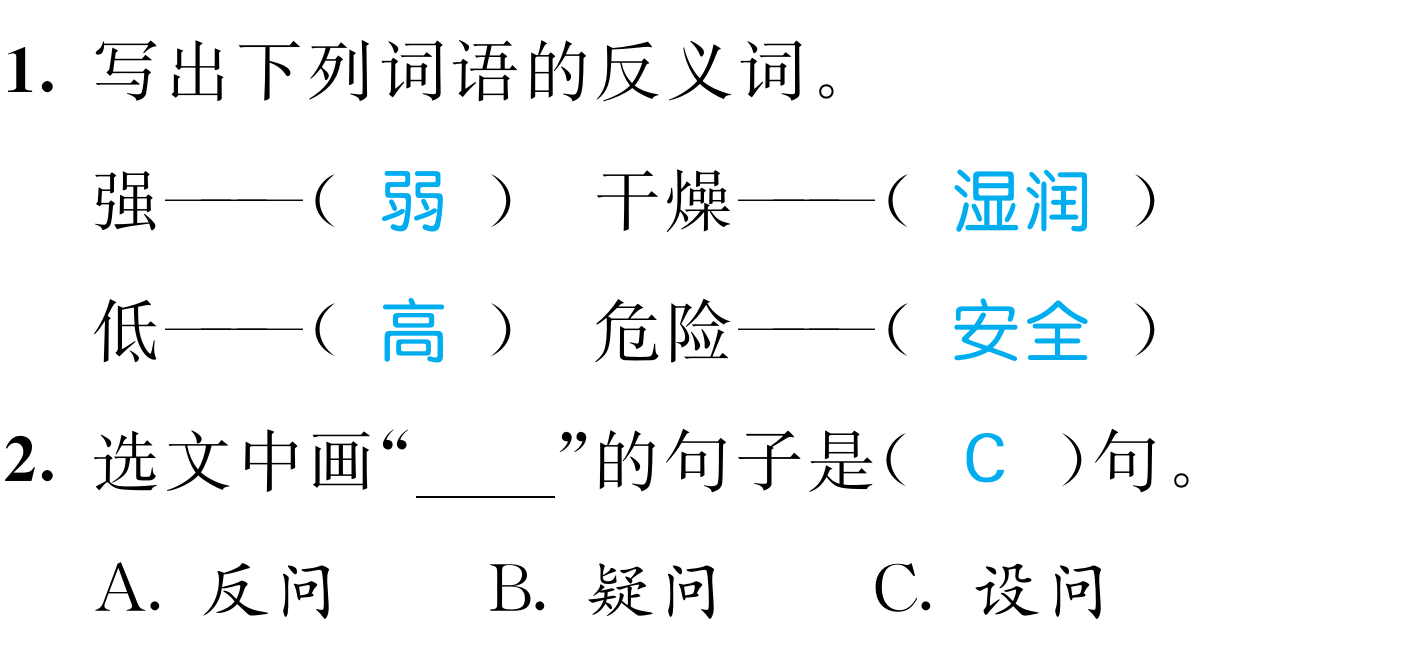 1. 写出下列词语的反义词。
强——( 弱 ) 干燥——( 湿润 )
低——( 高 ) 危险——( 安全 )
2. 选文中画“____”的句子是( C )句。
A. 反问 B. 疑问 C. 设问